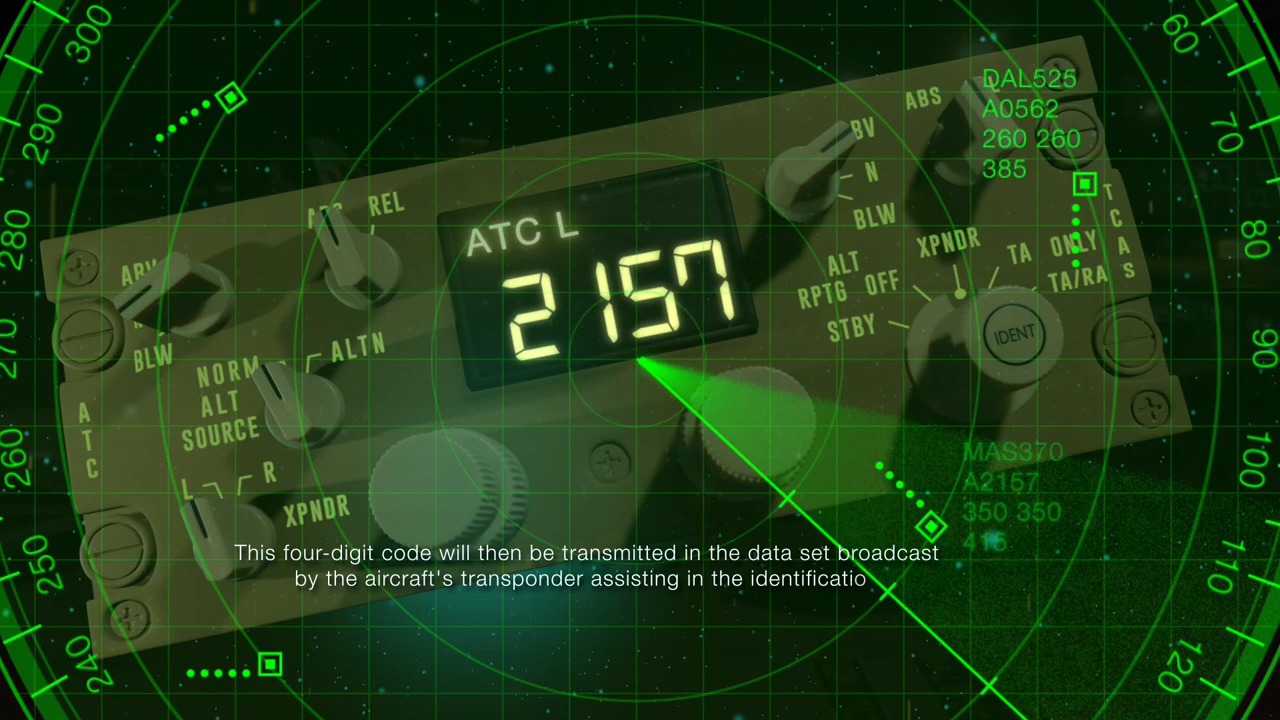 300
290
280
270
260
250
240
60
70
80
90
100
110
120
DAL525
A0562
260 260
385
MAS370
A2157
350 350
415
ATC L
2157
REL
ABV
BLW
NORM
ALTN
ALT
SOURCE
ATC
L
R
XPNDR
ABS
BV
N
BLW
ALT
RPTG OFF
STBY
XPNDR
TA ONLY
TA/RA
TCAS
IDENT
This four-digit code will then be transmitted in the data set broadcast
by the aircraft's transponder assisting in the identificatio